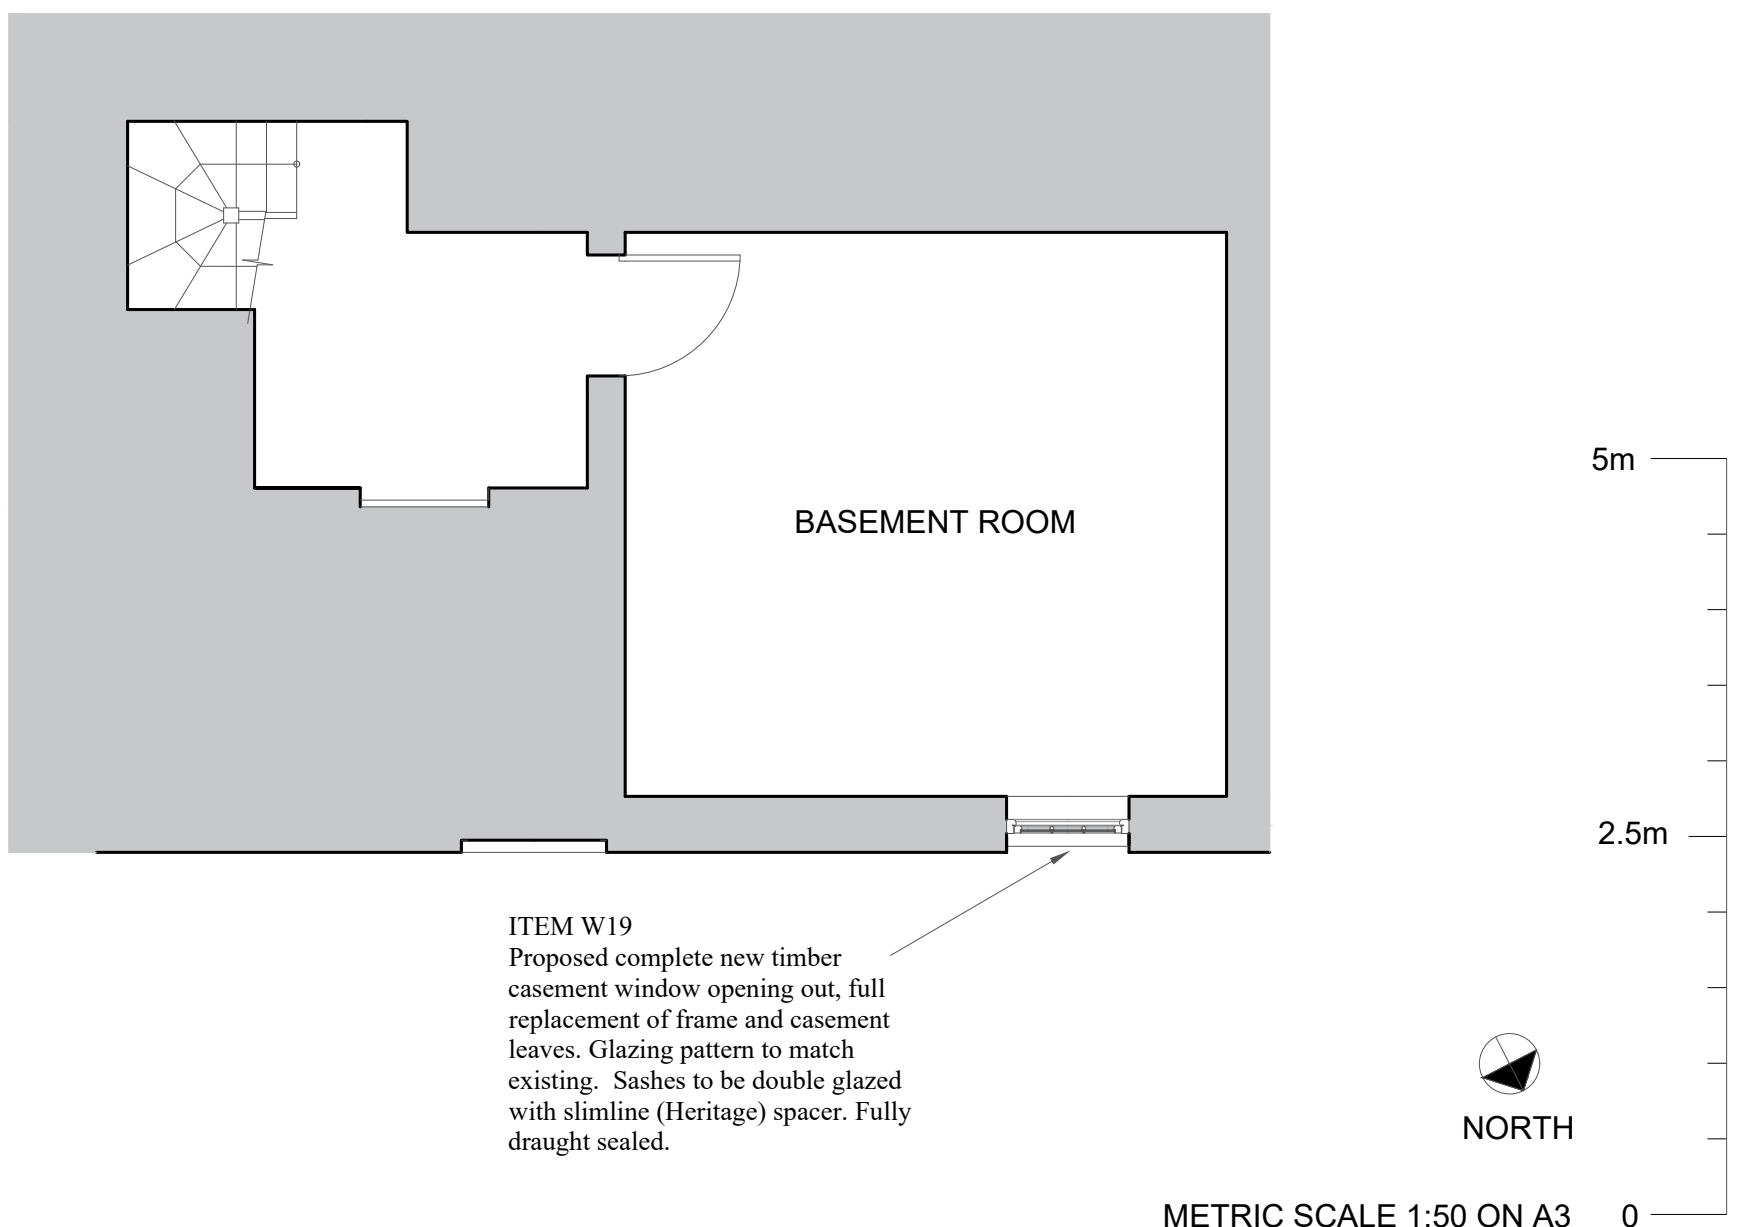 BASEMENT ROOM
5m
2.5m
ITEM W19
Proposed complete new timber
casement window opening out, full
replacement of frame and casement
leaves. Glazing pattern to match
existing.  Sashes to be double glazed
with slimline (Heritage) spacer. Fully
draught sealed.
NORTH
METRIC SCALE 1:50 ON A3
0